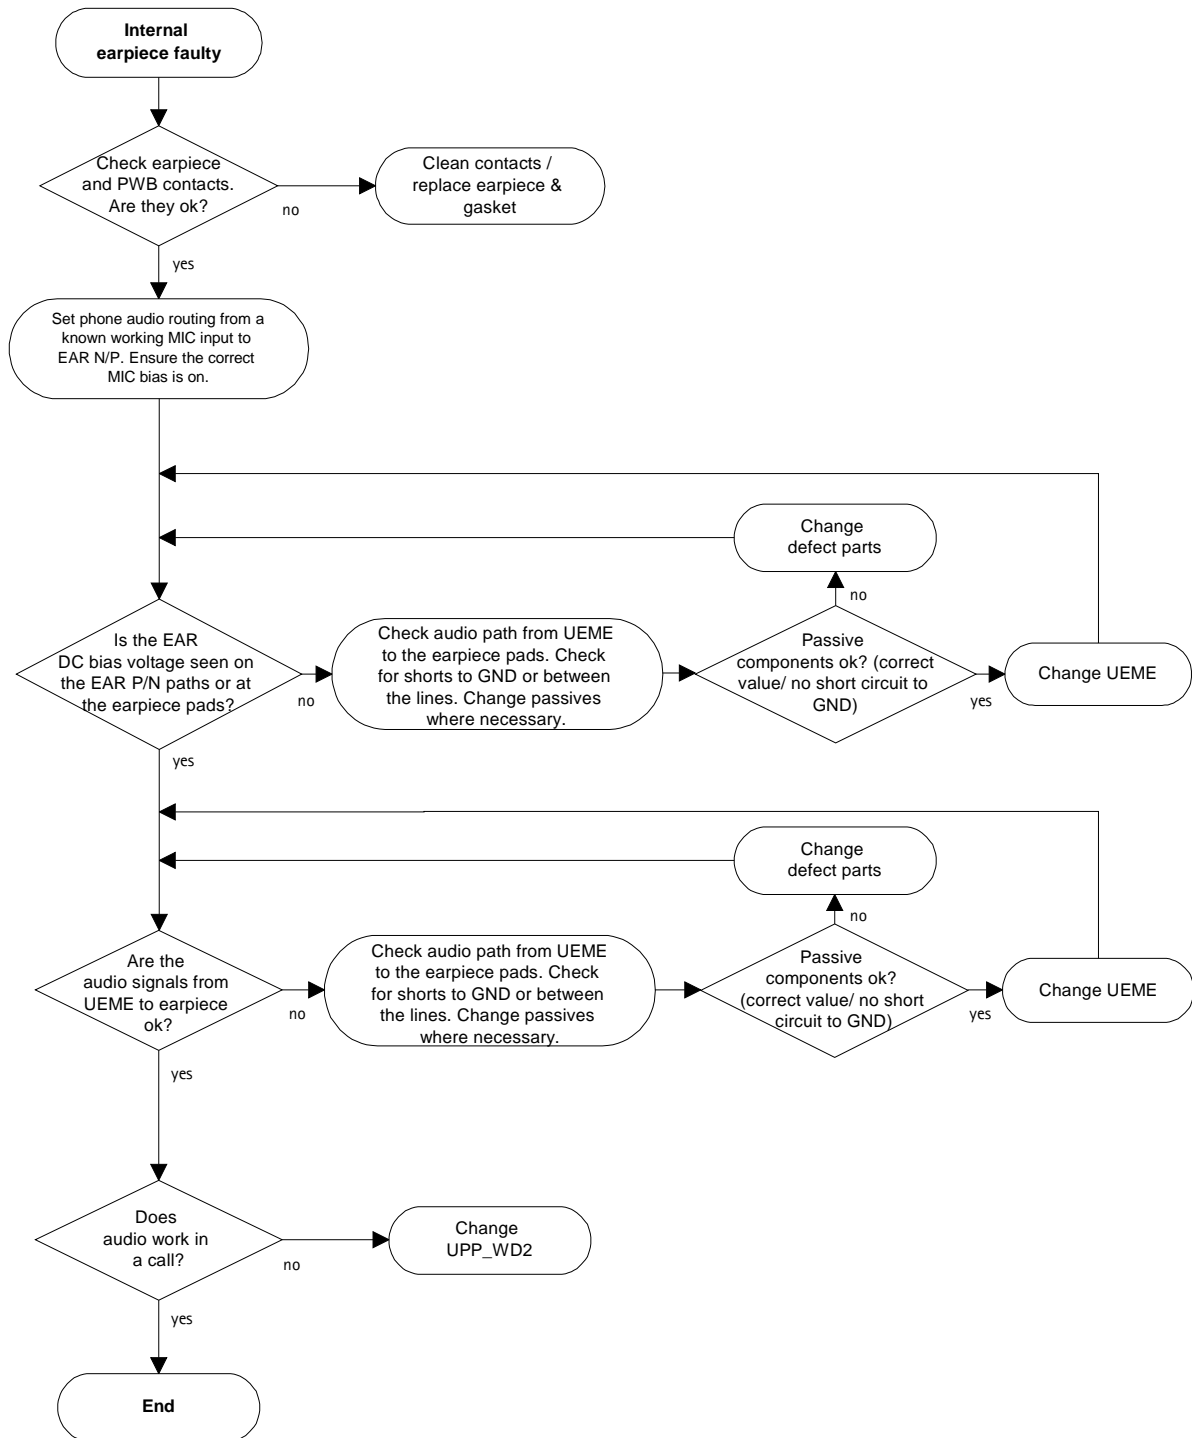 Internal
earpiece faulty
Check earpiece
and PWB contacts.
Are they ok?
no
Clean contacts /
replace earpiece &
gasket
yes
Set phone audio routing from a
known working MIC input to
EAR N/P. Ensure the correct
MIC bias is on.
Change
defect parts
no
Is the EAR
DC bias voltage seen on
the EAR P/N paths or at
the earpiece pads?
no
Check audio path from UEME
to the earpiece pads. Check
for shorts to GND or between
the lines. Change passives
where necessary.
Passive
components ok? (correct
value/ no short circuit to
GND)
yes
Change UEME
yes
Change
defect parts
no
Are the
audio signals from
UEME to earpiece
ok?
no
Check audio path from UEME
to the earpiece pads. Check
for shorts to GND or between
the lines. Change passives
where necessary.
Passive
components ok?
(correct value/ no short
circuit to GND)
yes
Change UEME
yes
Does
audio work in
a call?
no
Change
UPP_WD2
yes
End